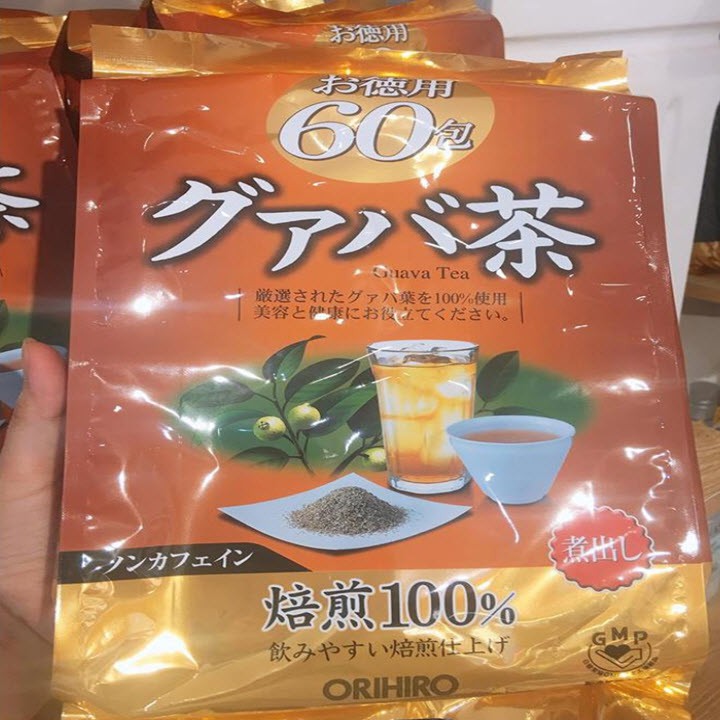 お徳用
お徳用
60包
グァバ茶
Guava Tea
厳選されたグァバ葉を100%使用
美容と健康にお役立てください。
茶
ノンカフェイン
煮出し
焙煎100%
飲みやすい焙煎仕上げ
GMP
ORIHIRO